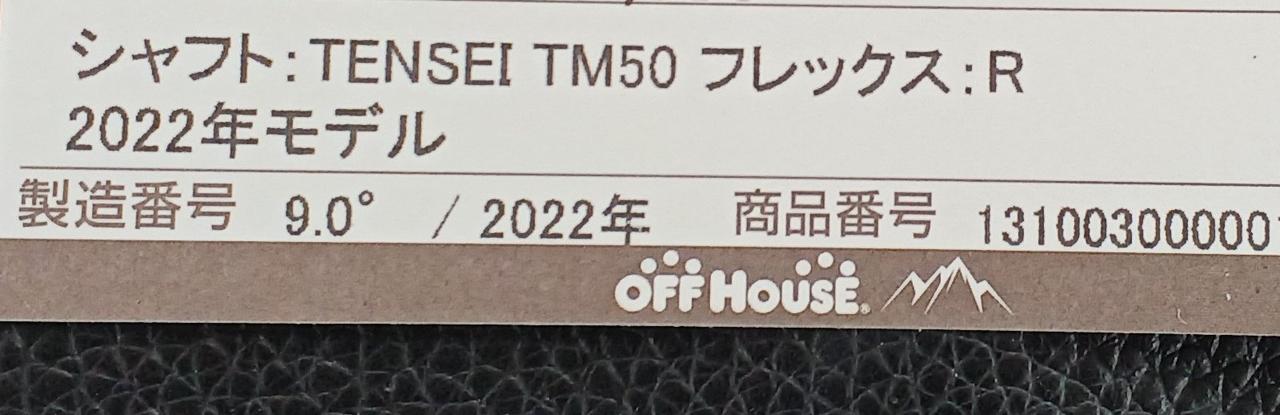 シャフト:TENSEI TM50 フレックス:R
2022年モデル
製造番号 9.0° / 2022年 商品番号 13100300000
OFF HOUSE®